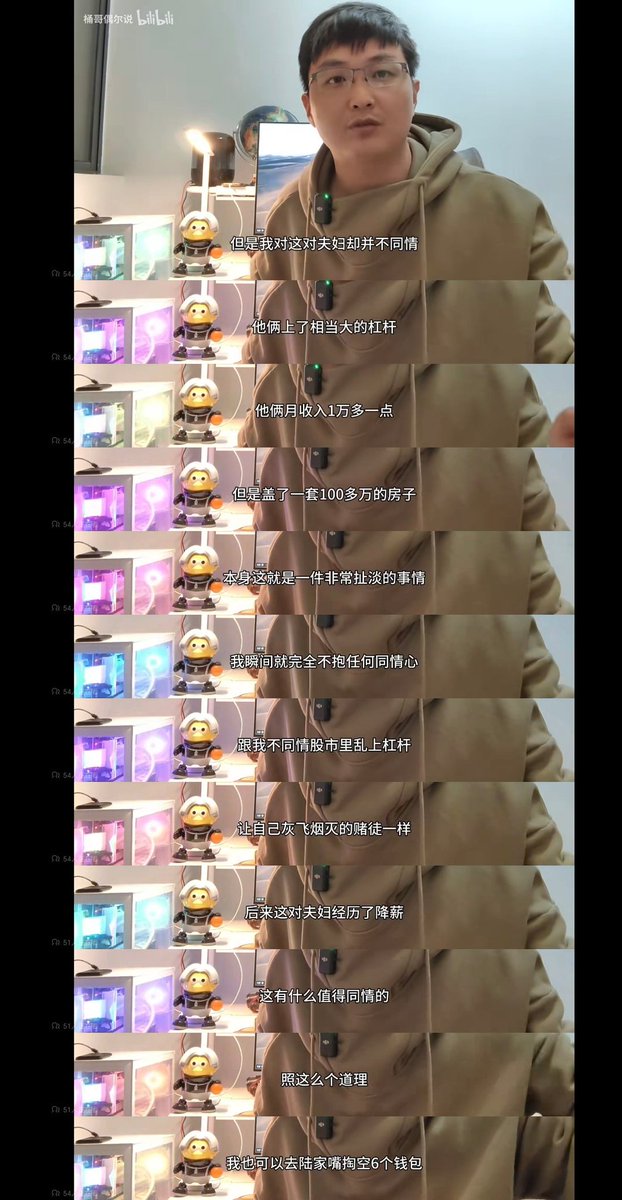 桶哥偶尔说 bilibili
但是我对这对夫妇却并不同情
他俩上了相当大的杠杆
他俩月收入1万多一点
但是盖了一套100多万的房子
本身这就是一件非常扯淡的事情
我瞬间就完全不抱任何同情心
跟我不同情股市里乱上杠杆
让自己灰飞烟灭的赌徒一样
后来这对夫妇经历了降薪
这有什么值得同情的
照这么个道理
我也可以去陆家嘴掏空6个钱包